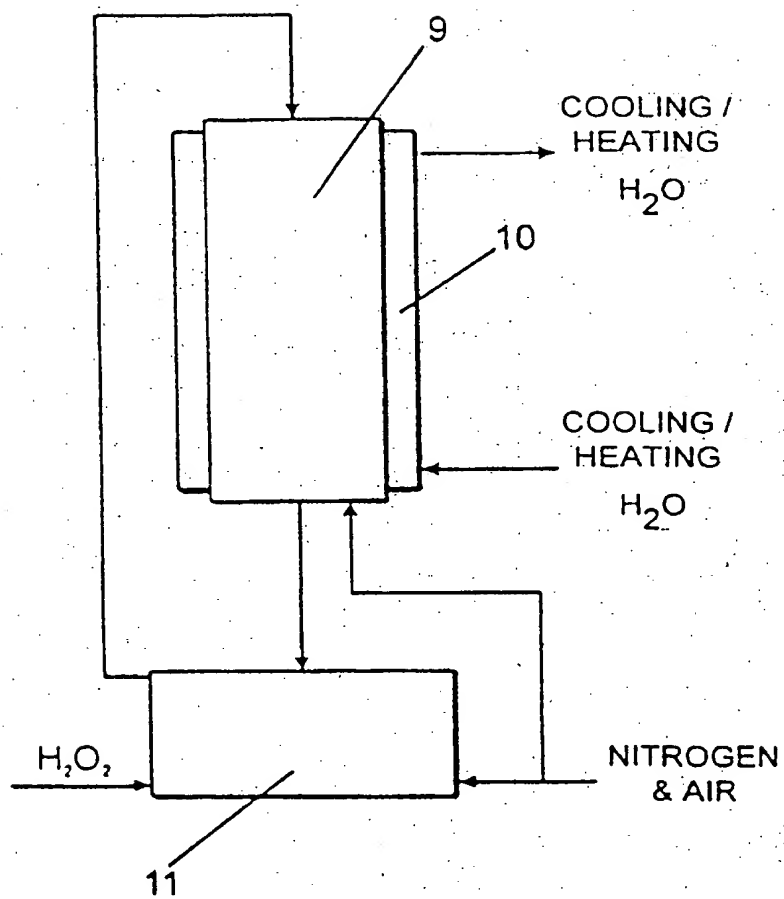 9
COOLING /
HEATING
H₂O
10
COOLING /
HEATING
H₂O
H₂O₂
NITROGEN
& AIR
11